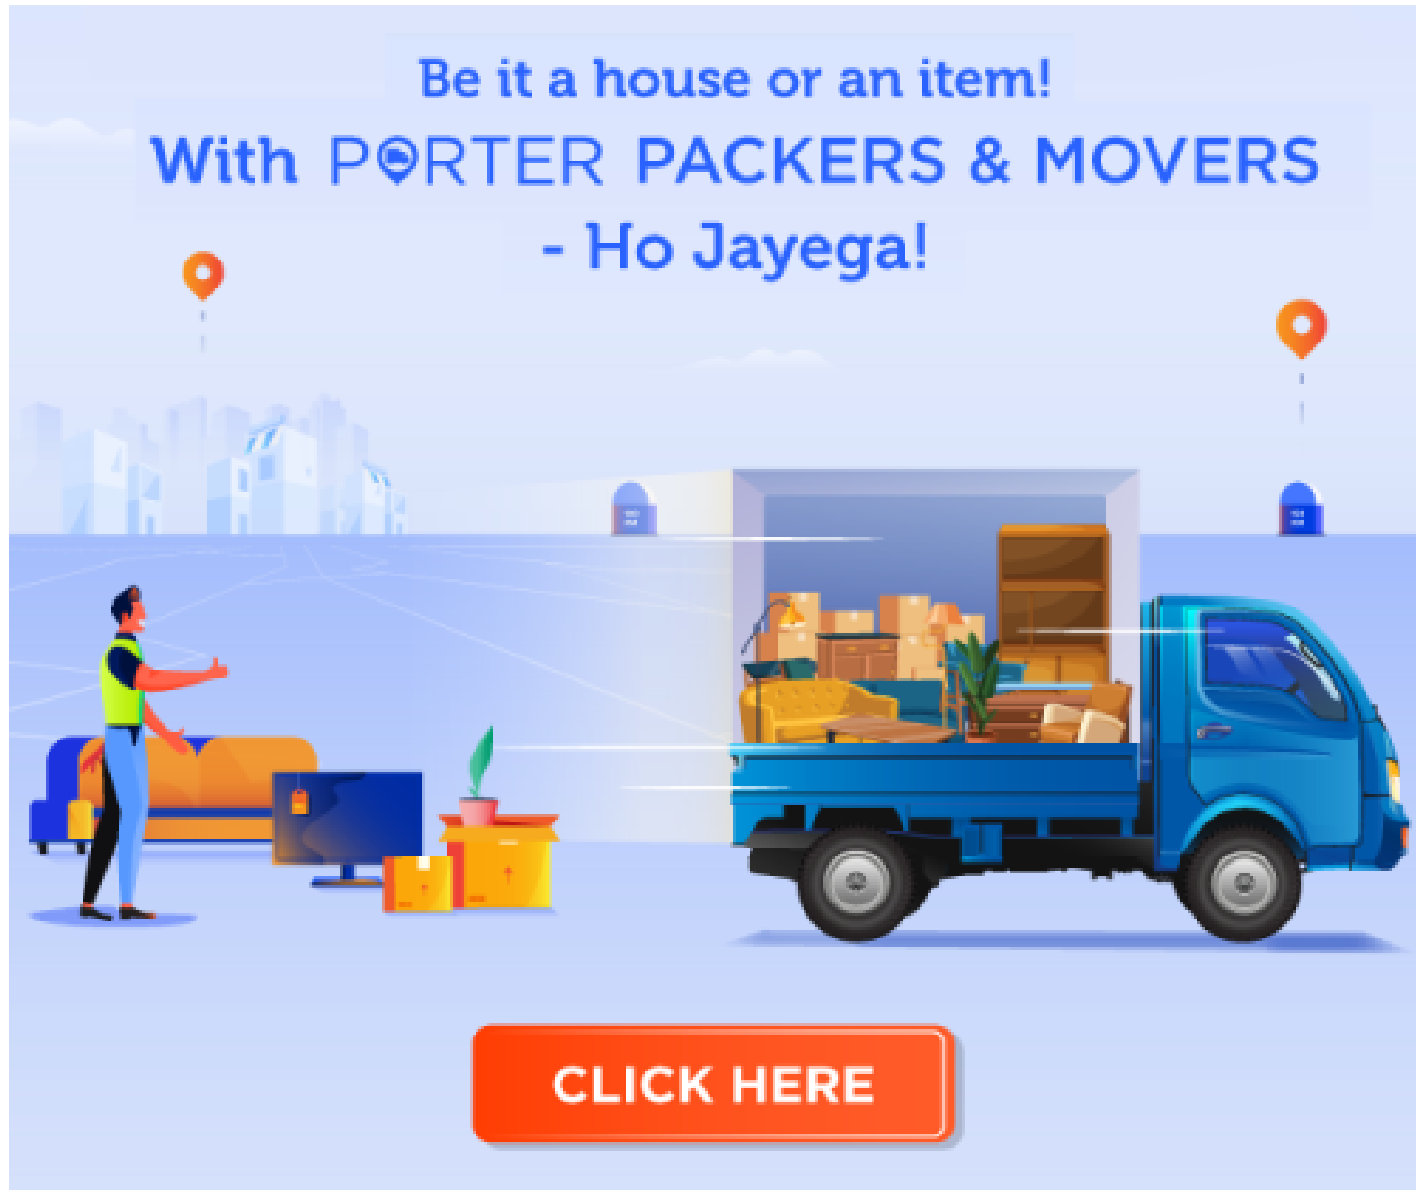 Be it a house or an item!
With PORTER PACKERS & MOVERS
- Ho Jayega!
CLICK HERE